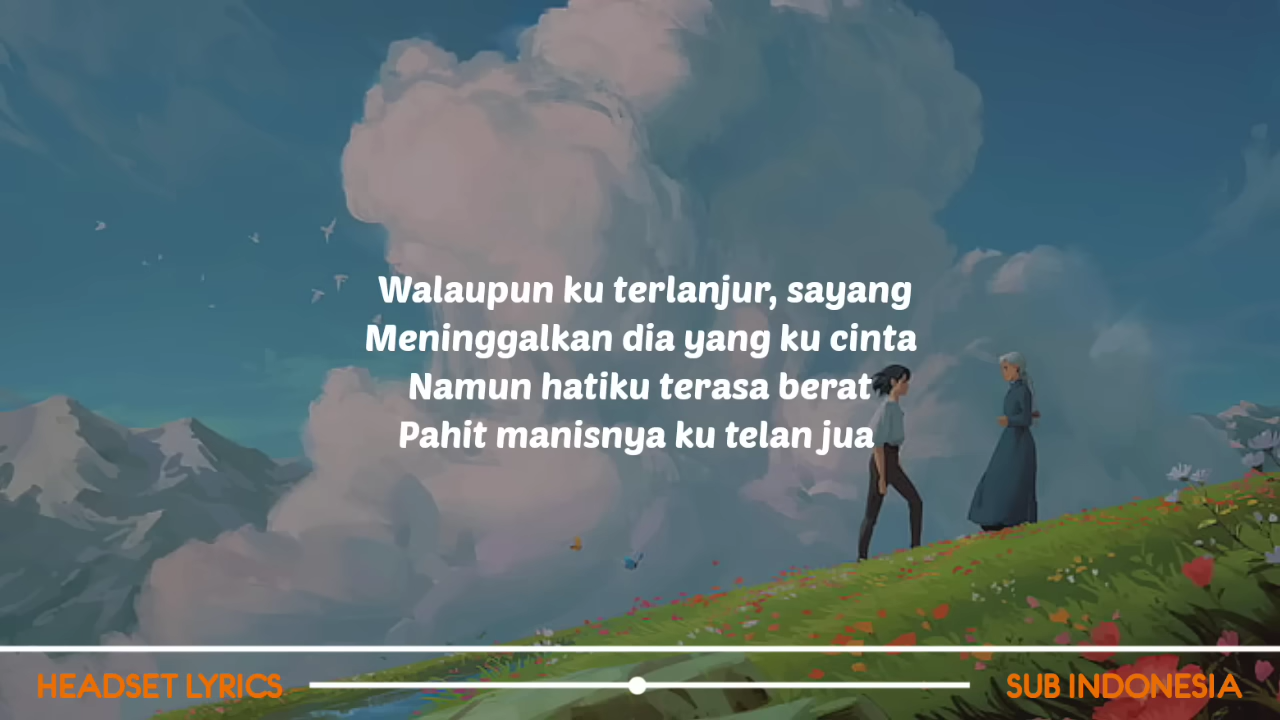 Walaupun ku terlanjur, sayang
Meninggalkan dia yang ku cinta
Namun hatiku terasa berat
Pahit manisnya ku telan jua
HEADSET LYRICS
SUB INDONESIA